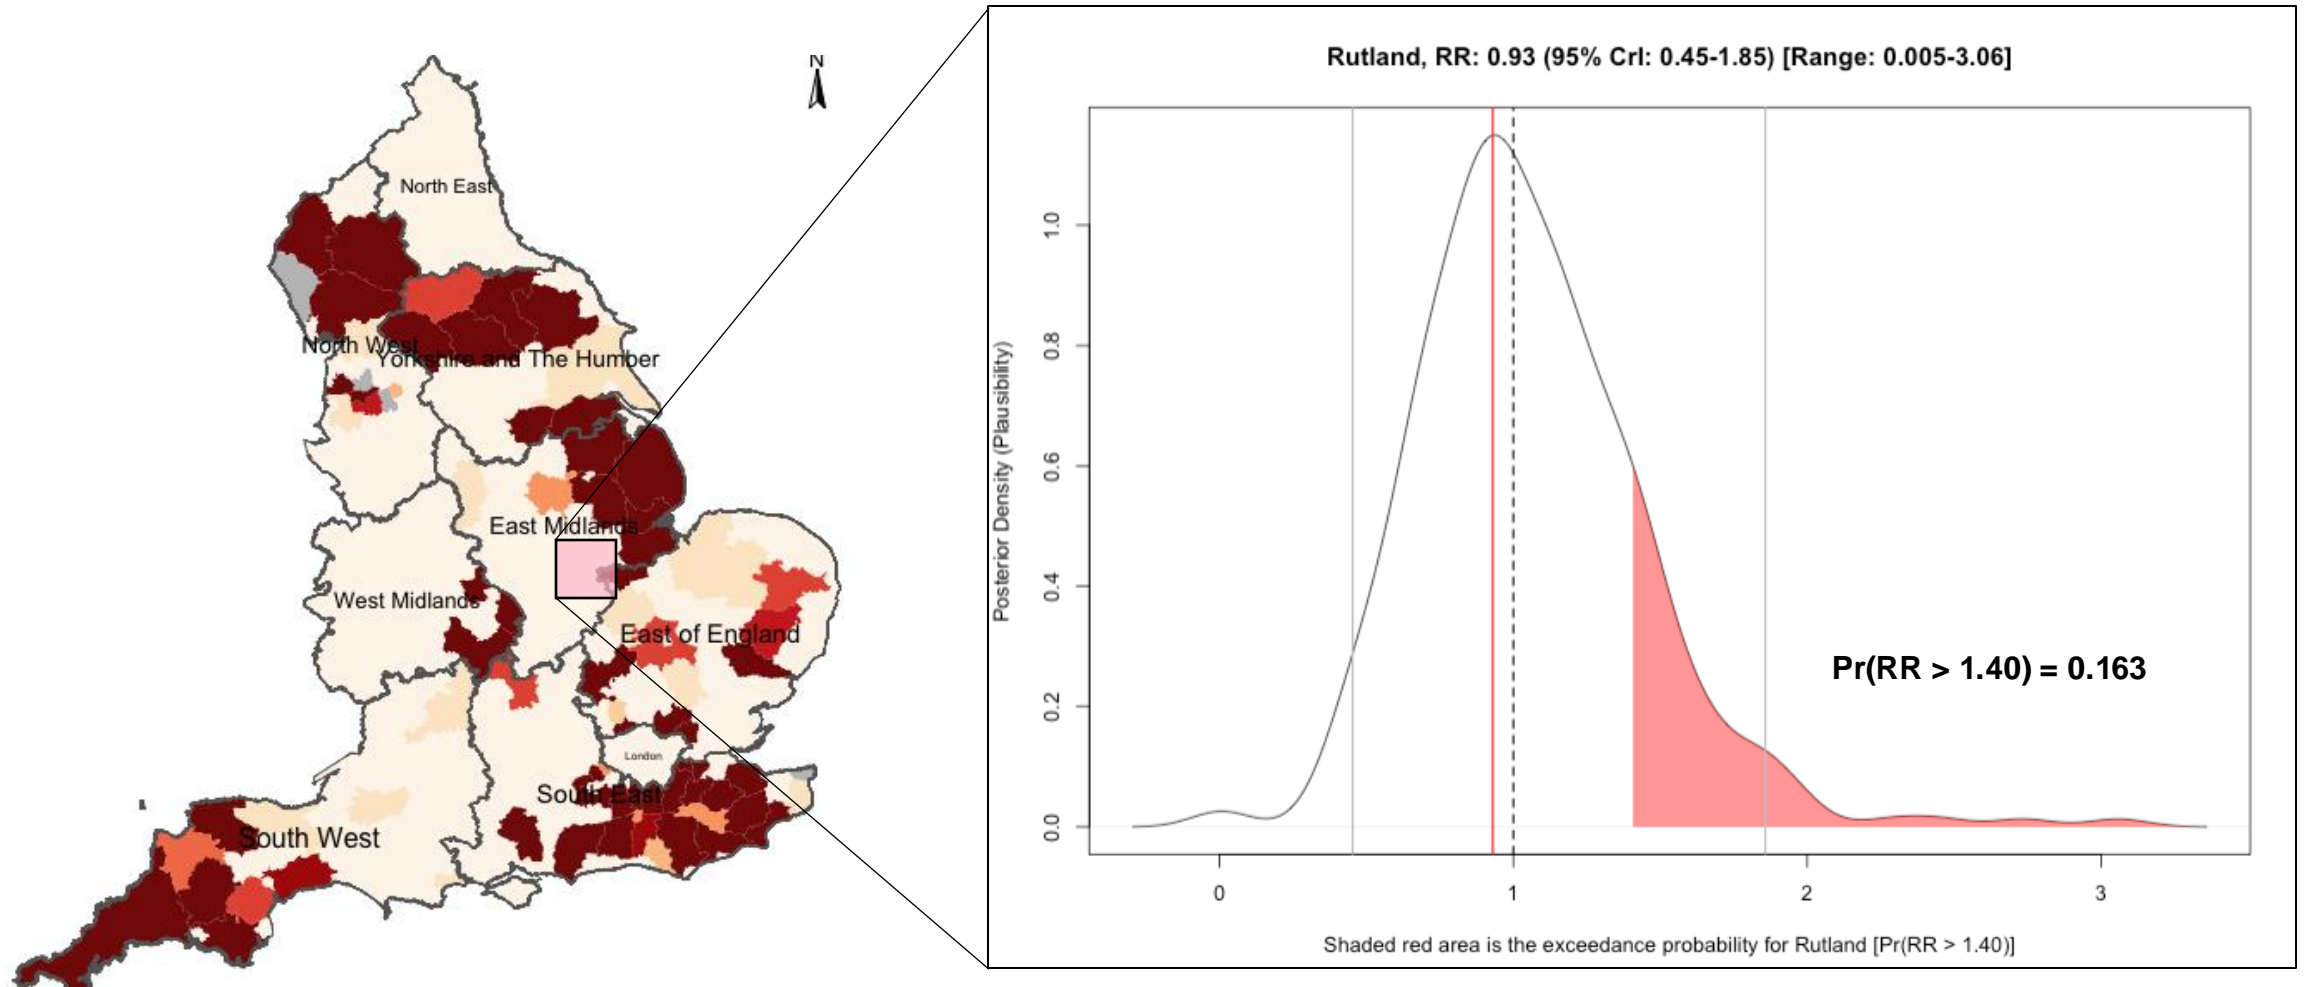 N
North East
North West
Yorkshire and The Humber
East Midlands
West Midlands
East of England
London
South East
South West
Rutland, RR: 0.93 (95% CrI: 0.45-1.85) [Range: 0.005-3.06]
Posterior Density (Plausibility)
1.0
0.8
0.6
0.4
0.2
0.0
Pr(RR > 1.40) = 0.163
0 1 2 3
Shaded red area is the exceedance probability for Rutland [Pr(RR > 1.40)]